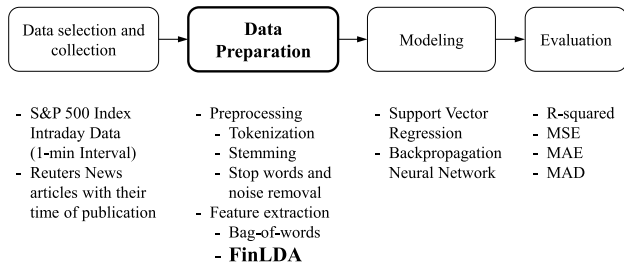 Data selection and
collection
Data
Preparation
Modeling
Evaluation
- S&P 500 Index
Intraday Data
(1-min Interval)
- Reuters News
articles with their
time of publication
- Preprocessing
- Tokenization
- Stemming
- Stop words and
noise removal
- Feature extraction
- Bag-of-words
- FinLDA
- Support Vector
Regression
- Backpropagation
Neural Network
- R-squared
- MSE
- MAE
- MAD